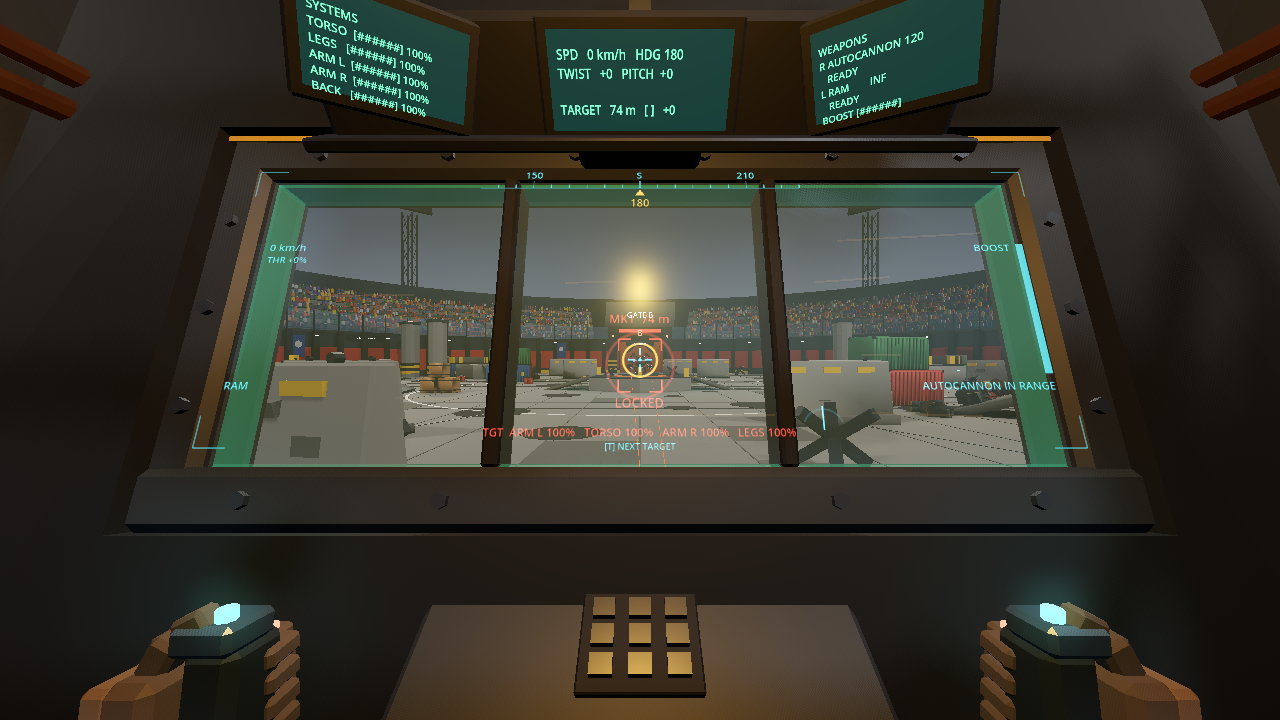 SYSTEMS
TORSO [######] 100%
LEGS [######] 100%
ARM L [######] 100%
ARM R [######] 100%
BACK [######] 100%
SPD 0 km/h HDG 180
TWIST +0 PITCH +0
TARGET 74 m [ ] +0
WEAPONS
R AUTOCANNON 120
READY INF
L RAM
READY
BOOST [######]
150 S 210
180
0 km/h
THR +0%
BOOST
GATE 6
74 m
RAM
AUTOCANNON IN RANGE
LOCKED
TGT ARM L 100% TORSO 100% ARM R 100% LEGS 100%
[T] NEXT TARGET